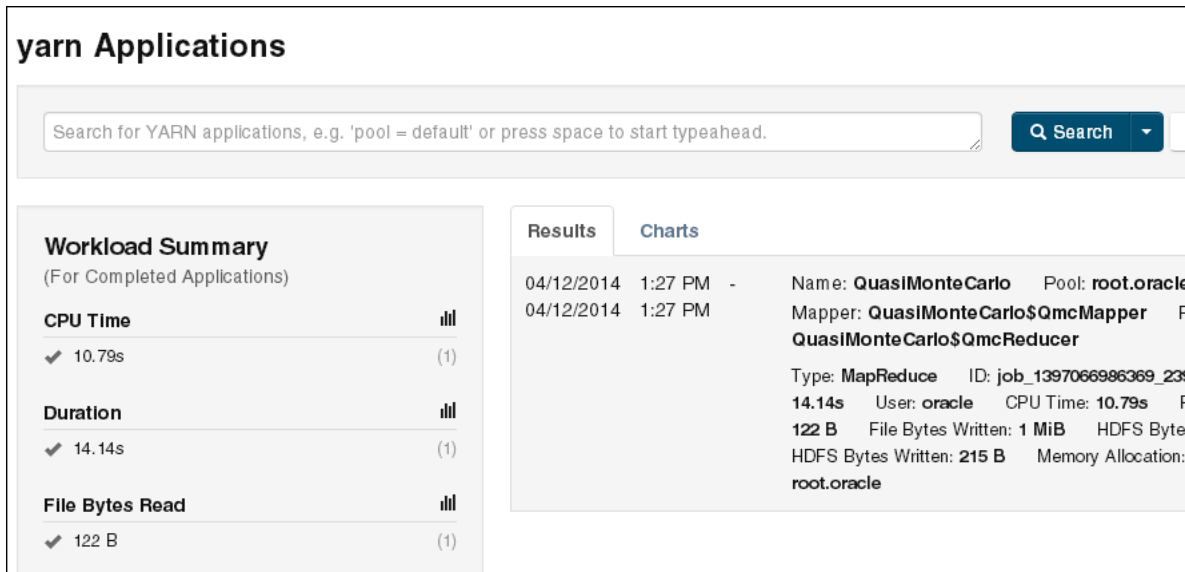 yarn Applications
Search for YARN applications, e.g. 'pool = default' or press space to start typeahead.
Search
Workload Summary
(For Completed Applications)
CPU Time
10.79s (1)
Duration
14.14s (1)
File Bytes Read
122 B (1)
Results Charts
04/12/2014 1:27 PM -
04/12/2014 1:27 PM
Name: QuasiMonteCarlo Pool: root.oracle
Mapper: QuasiMonteCarlo$QmcMapper
QuasiMonteCarlo$QmcReducer
Type: MapReduce ID: job_1397066986369_239
14.14s User: oracle CPU Time: 10.79s
122 B File Bytes Written: 1 MiB HDFS Byte
HDFS Bytes Written: 215 B Memory Allocation:
root.oracle